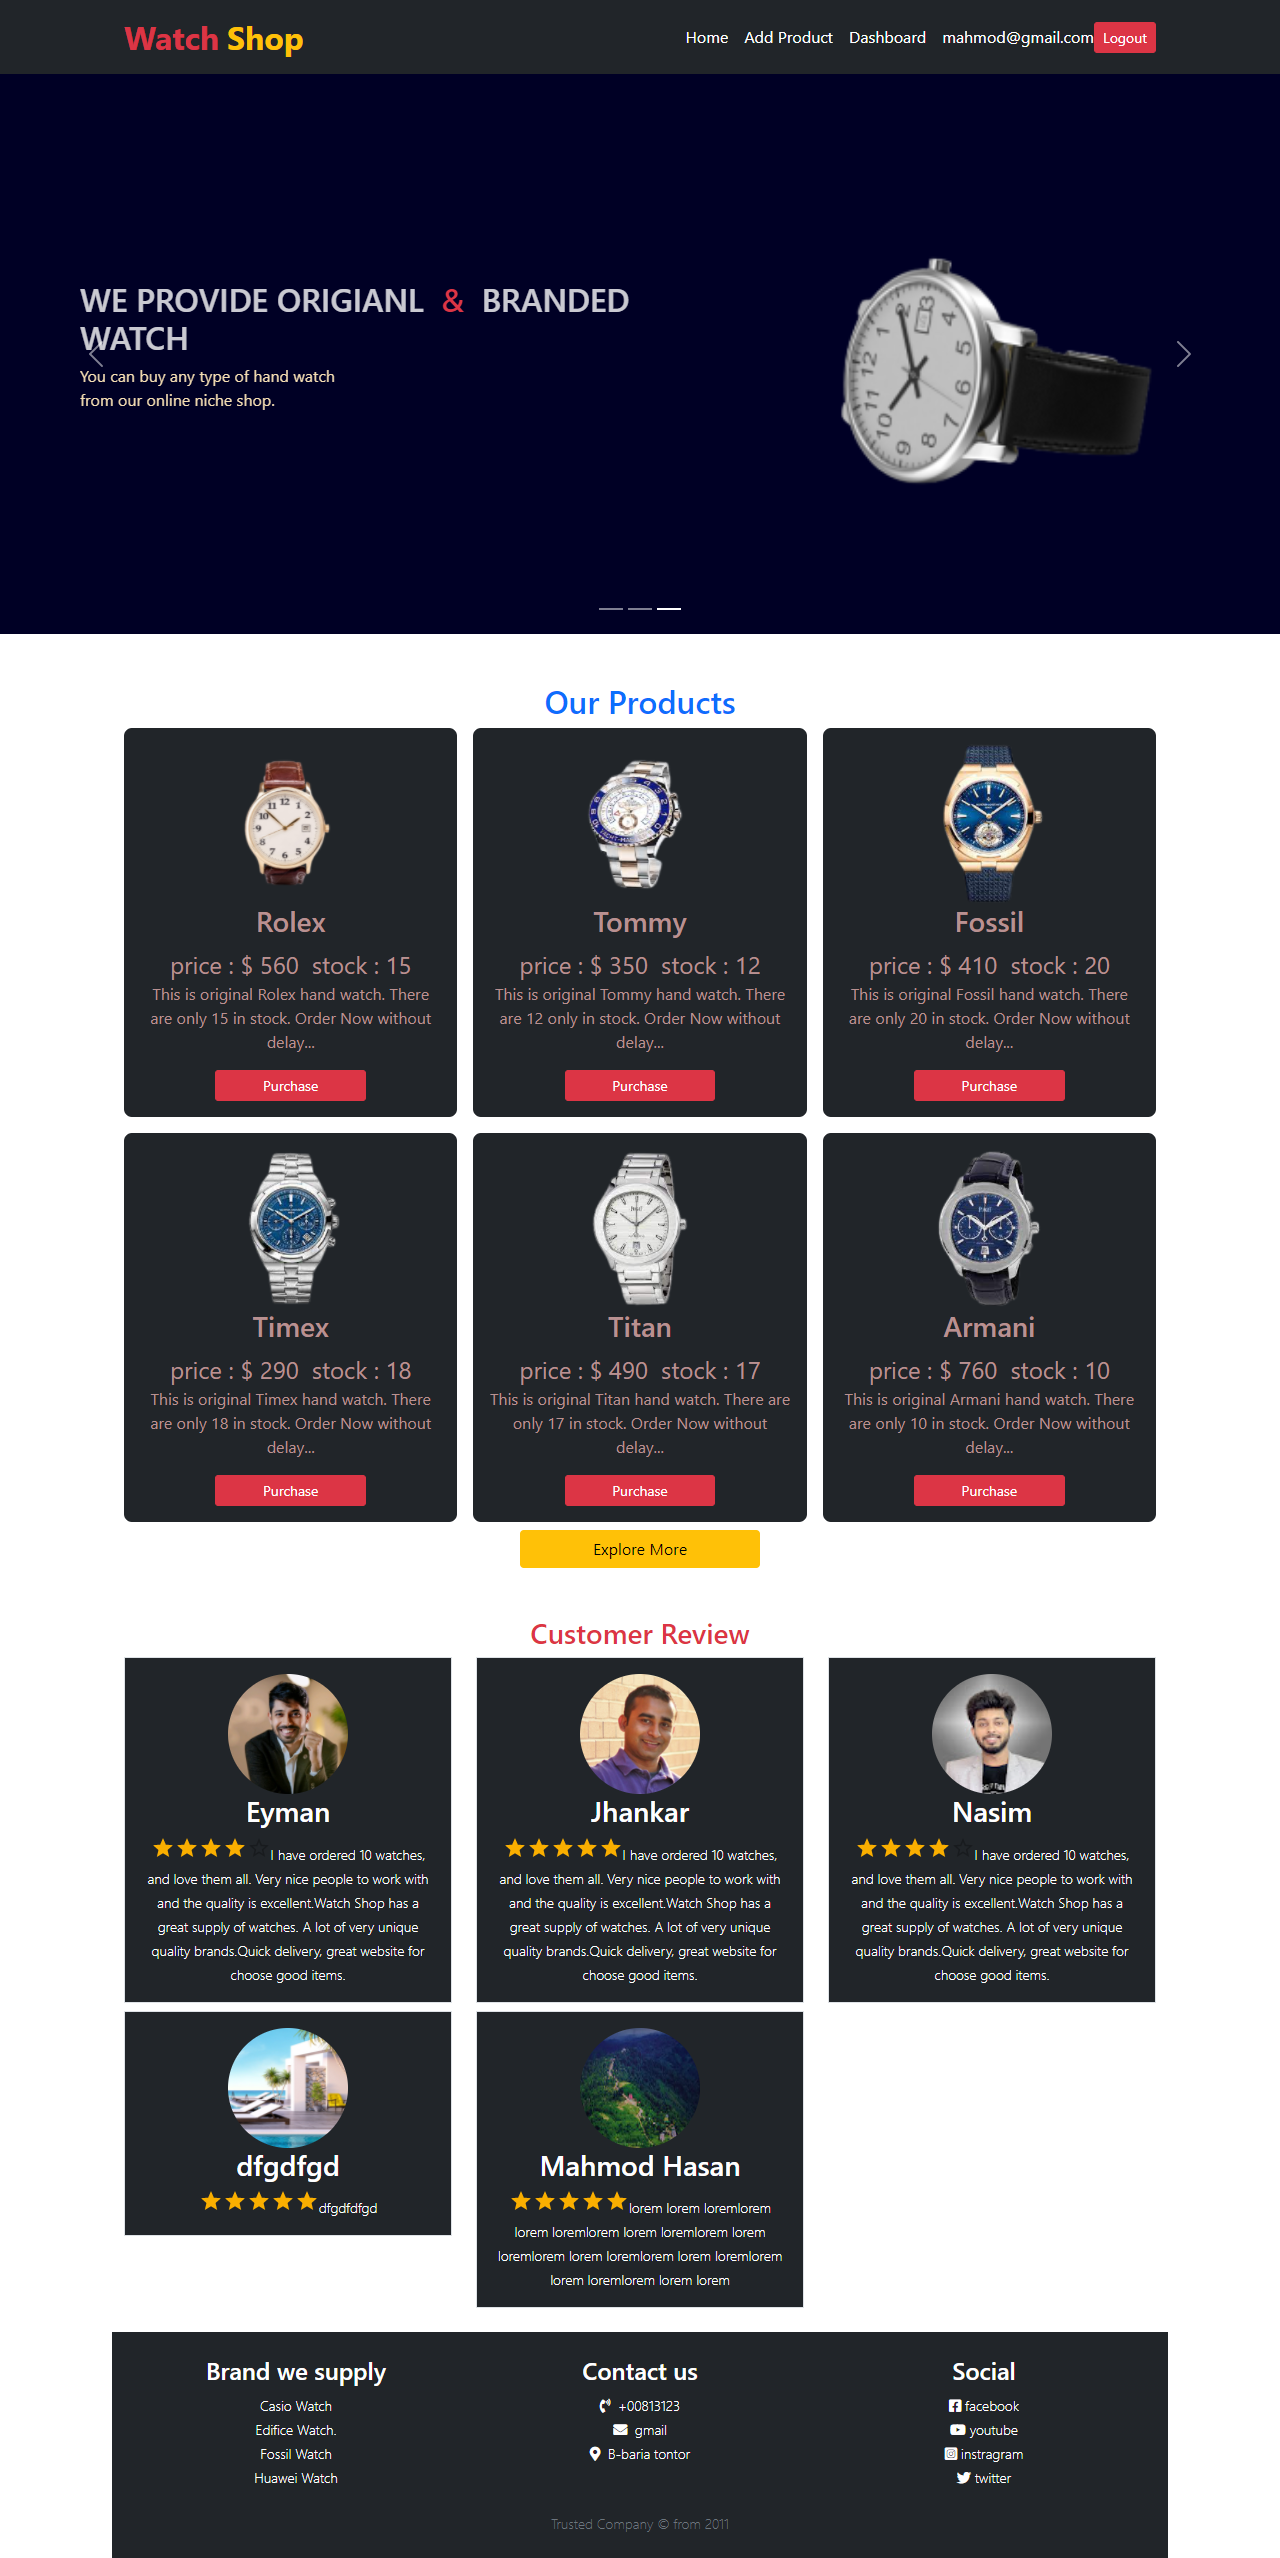 Watch Shop
Home Add Product Dashboard mahmod@gmail.com Logout
WE PROVIDE ORIGIANL & BRANDED
WATCH
You can buy any type of hand watch
from our online niche shop.
Our Products
Rolex
price : $ 560 stock : 15
This is original Rolex hand watch. There
are only 15 in stock. Order Now without
delay...
Purchase
Tommy
price : $ 350 stock : 12
This is original Tommy hand watch. There
are 12 only in stock. Order Now without
delay...
Purchase
Fossil
price : $ 410 stock : 20
This is original Fossil hand watch. There
are only 20 in stock. Order Now without
delay...
Purchase
Timex
price : $ 290 stock : 18
This is original Timex hand watch. There
are only 18 in stock. Order Now without
delay...
Purchase
Titan
price : $ 490 stock : 17
This is original Titan hand watch. There are
only 17 in stock. Order Now without
delay...
Purchase
Armani
price : $ 760 stock : 10
This is original Armani hand watch. There
are only 10 in stock. Order Now without
delay...
Purchase
Explore More
Customer Review
Eyman
I have ordered 10 watches,
and love them all. Very nice people to work with
and the quality is excellent.Watch Shop has a
great supply of watches. A lot of very unique
quality brands.Quick delivery, great website for
choose good items.
Jhankar
I have ordered 10 watches,
and love them all. Very nice people to work with
and the quality is excellent.Watch Shop has a
great supply of watches. A lot of very unique
quality brands.Quick delivery, great website for
choose good items.
Nasim
I have ordered 10 watches,
and love them all. Very nice people to work with
and the quality is excellent.Watch Shop has a
great supply of watches. A lot of very unique
quality brands.Quick delivery, great website for
choose good items.
dfgdfgd
dfgdfdfgd
Mahmod Hasan
lorem lorem loremlorem
lorem loremlorem lorem loremlorem lorem
loremlorem lorem loremlorem lorem loremlorem
lorem loremlorem lorem lorem
Brand we supply
Casio Watch
Edifice Watch.
Fossil Watch
Huawei Watch
Contact us
+00813123
gmail
B-baria tontor
Social
facebook
youtube
instragram
twitter
Trusted Company © from 2011